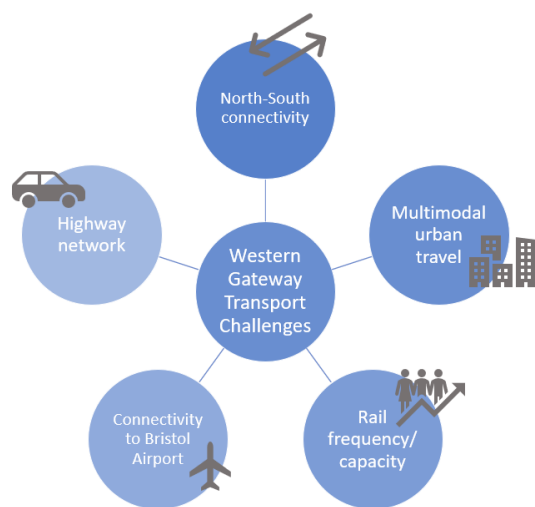 North-South
connectivity
Highway
network
Multimodal
urban
travel
Western
Gateway
Transport
Challenges
Connectivity
to Bristol
Airport
Rail
frequency/
capacity